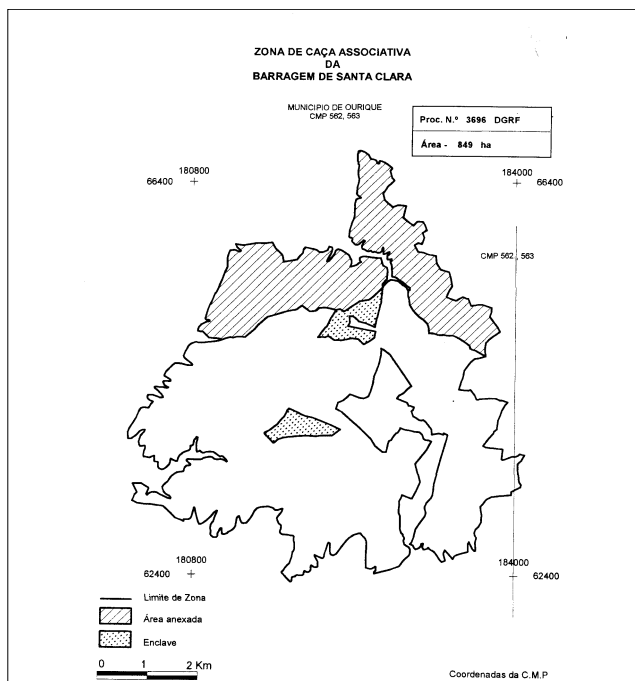 ZONA DE CAÇA ASSOCIATIVA
DA
BARRAGEM DE SANTA CLARA
MUNICIPIO DE OURIQUE
CMP 562, 563
Proc. N.º 3696 DGRF
Área - 849 ha
180800
66400
184000
66400
CMP 562, 563
180800
62400
184000
62400
Limite de Zona
Área anexada
Enclave
0 1 2 Km
Coordenadas da C.M.P